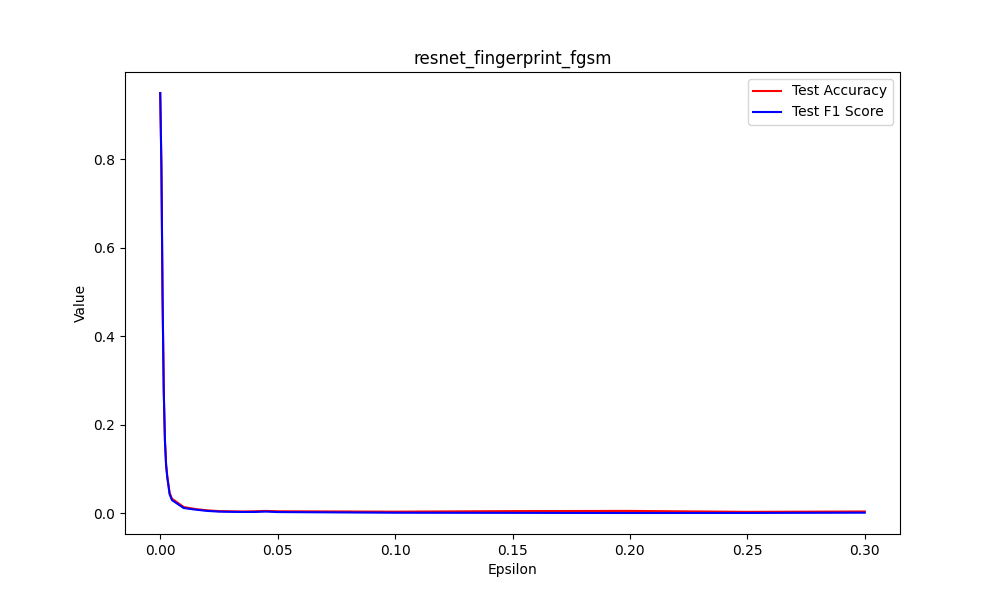 resnet_fingerprint_fgsm
Test Accuracy
Test F1 Score
Value
0.8
0.6
0.4
0.2
0.0
0.00 0.05 0.10 0.15 0.20 0.25 0.30
Epsilon